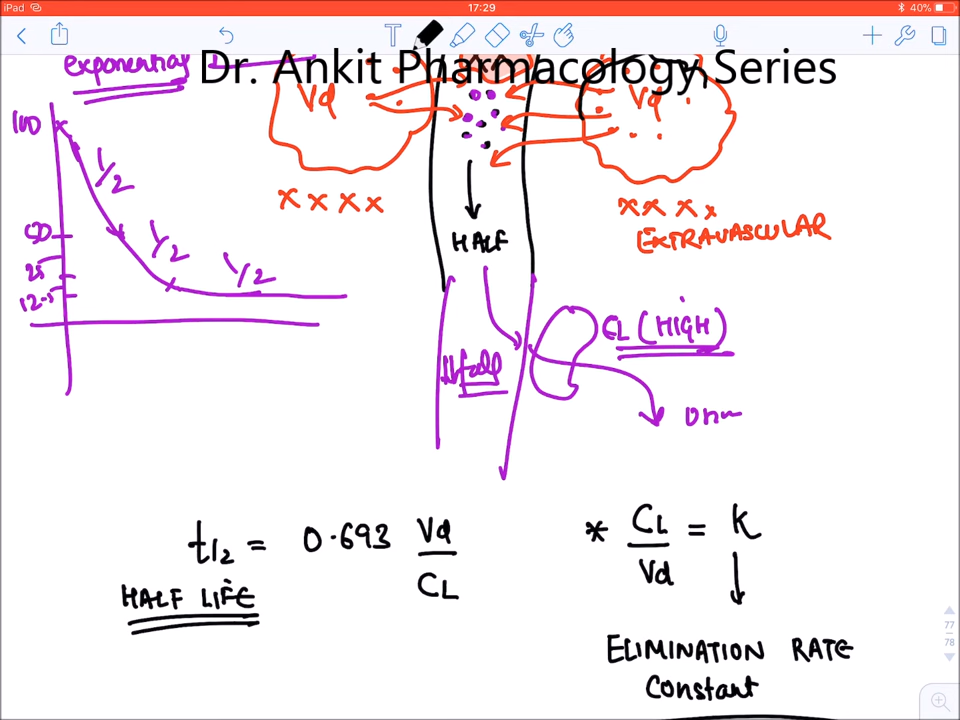 iPad
17:29
40%
T
Dr. Ankit Pharmacology Series
exponential
Vd
Vd
100
1/2
50
1/2
25
1/2
12.5
x x x x
x x x x
EXTRAVASCULAR
HALF
CL (HIGH)
Half
t1/2 = 0.693 Vd
CL
HALF LIFE
* CL = K
Vd
77
78
ELIMINATION RATE
Constant